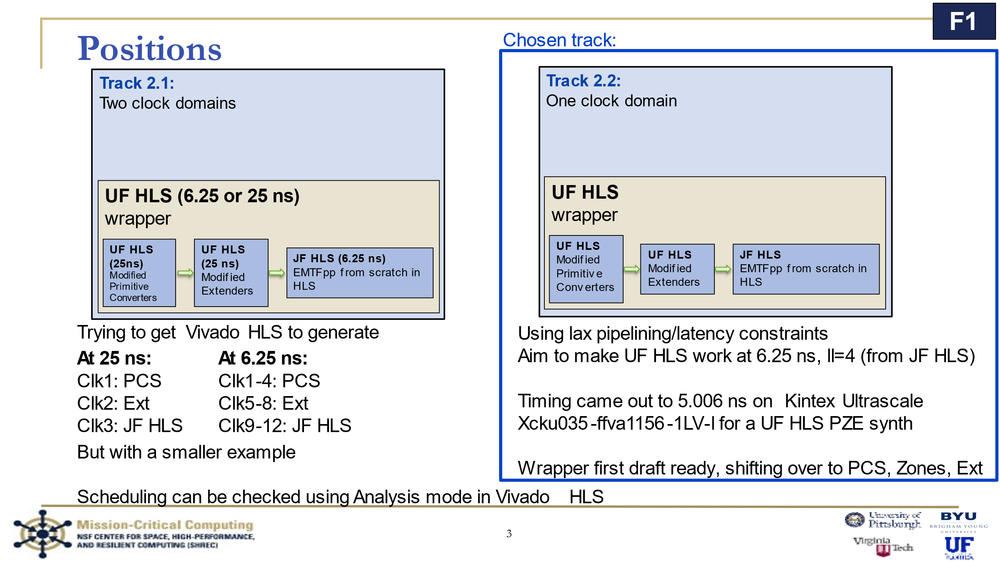 F1
Positions
Track 2.1:
Two clock domains
UF HLS (6.25 or 25 ns)
wrapper
UF HLS
(25ns)
Modified
Primitive
Converters
UF HLS
(25 ns)
Modified
Extenders
JF HLS (6.25 ns)
EMTFpp from scratch in
HLS
Trying to get Vivado HLS to generate
At 25 ns:
Clk1: PCS
Clk2: Ext
Clk3: JF HLS
At 6.25 ns:
Clk1-4: PCS
Clk5-8: Ext
Clk9-12: JF HLS
But with a smaller example
Scheduling can be checked using Analysis mode in Vivado HLS
Chosen track:
Track 2.2:
One clock domain
UF HLS
wrapper
UF HLS
Modified
Primitive
Converters
UF HLS
Modified
Extenders
JF HLS
EMTFpp from scratch in
HLS
Using lax pipelining/latency constraints
Aim to make UF HLS work at 6.25 ns, II=4 (from JF HLS)
Timing came out to 5.006 ns on Kintex Ultrascale
Xcku035-ffva1156-1LV-I for a UF HLS PZE synth
Wrapper first draft ready, shifting over to PCS, Zones, Ext
Mission-Critical Computing
NSF CENTER FOR SPACE, HIGH-PERFORMANCE,
AND RESILIENT COMPUTING (SHREC)
3
University of
Pittsburgh
BYU
BRIGHAM YOUNG
UNIVERSITY
Virginia
Tech
UF
FLORIDA